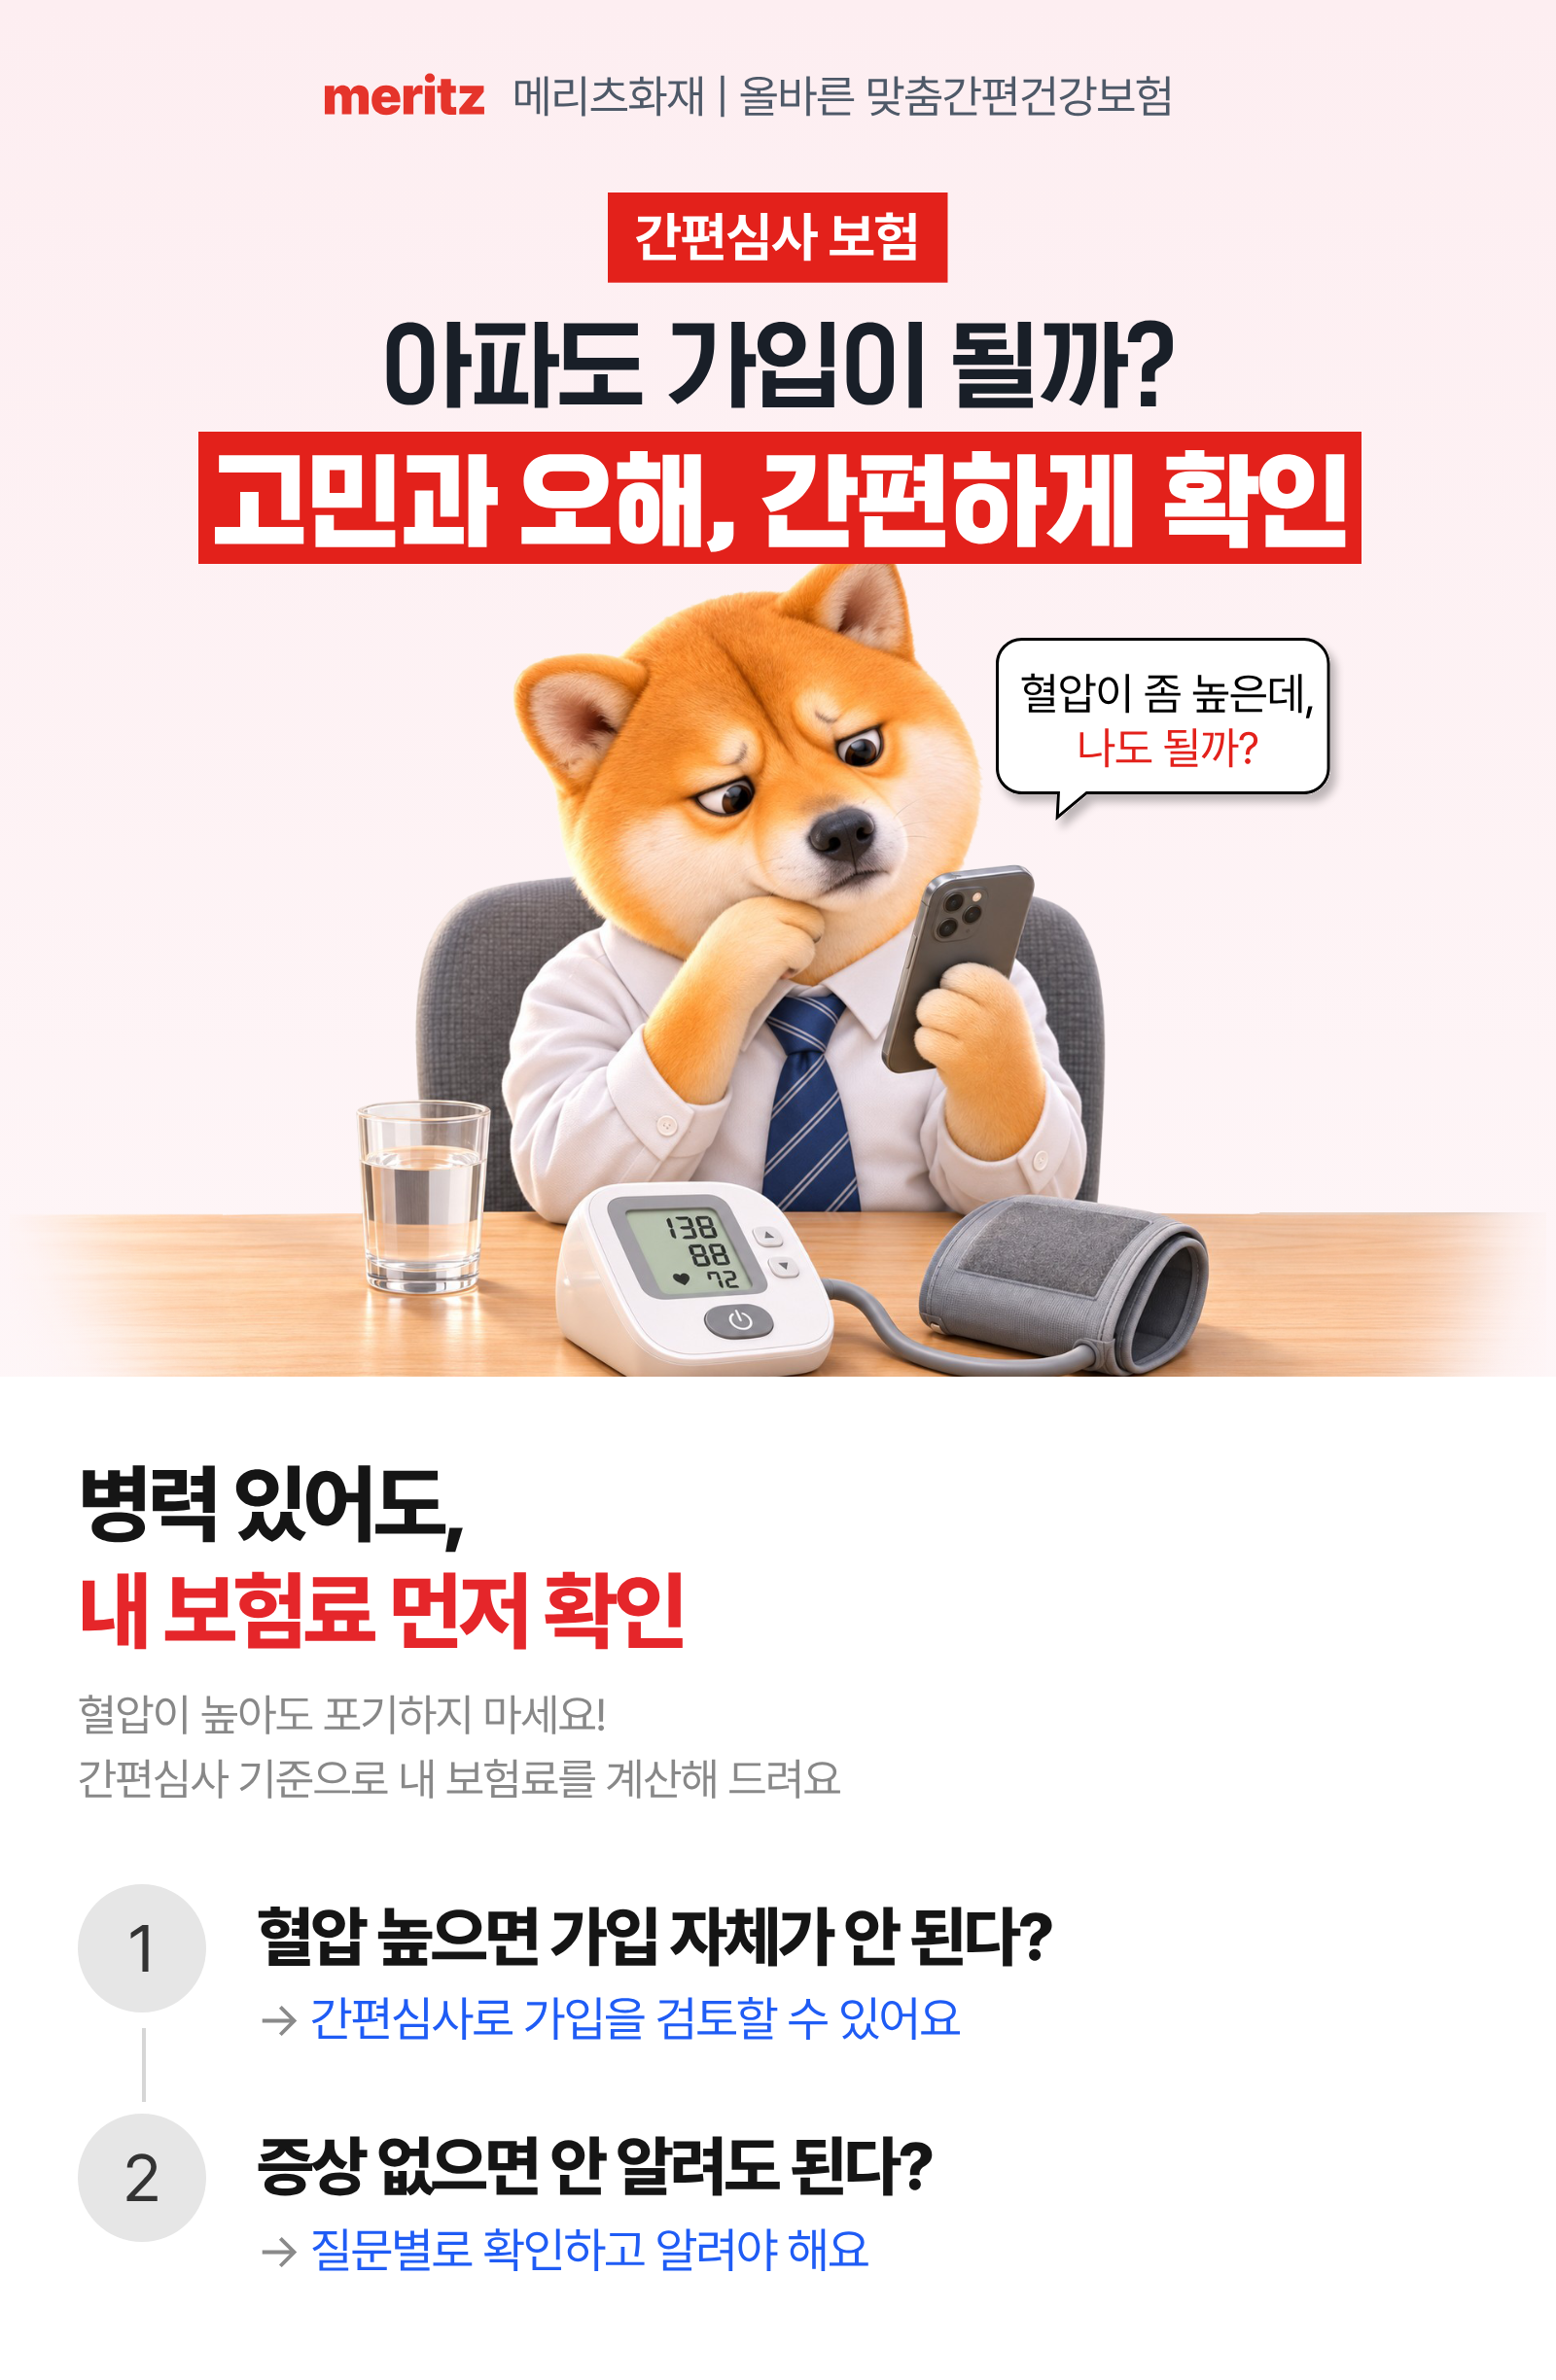 meritz 메리츠화재 | 올바른 맞춤간편건강보험
간편심사 보험
아파도 가입이 될까?
고민과 오해, 간편하게 확인
혈압이 좀 높은데,
나도 될까?
138
88
♥ 72
병력 있어도,
내 보험료 먼저 확인
혈압이 높아도 포기하지 마세요!
간편심사 기준으로 내 보험료를 계산해 드려요
1 혈압 높으면 가입 자체가 안 된다?
→ 간편심사로 가입을 검토할 수 있어요
2 증상 없으면 안 알려도 된다?
→ 질문별로 확인하고 알려야 해요